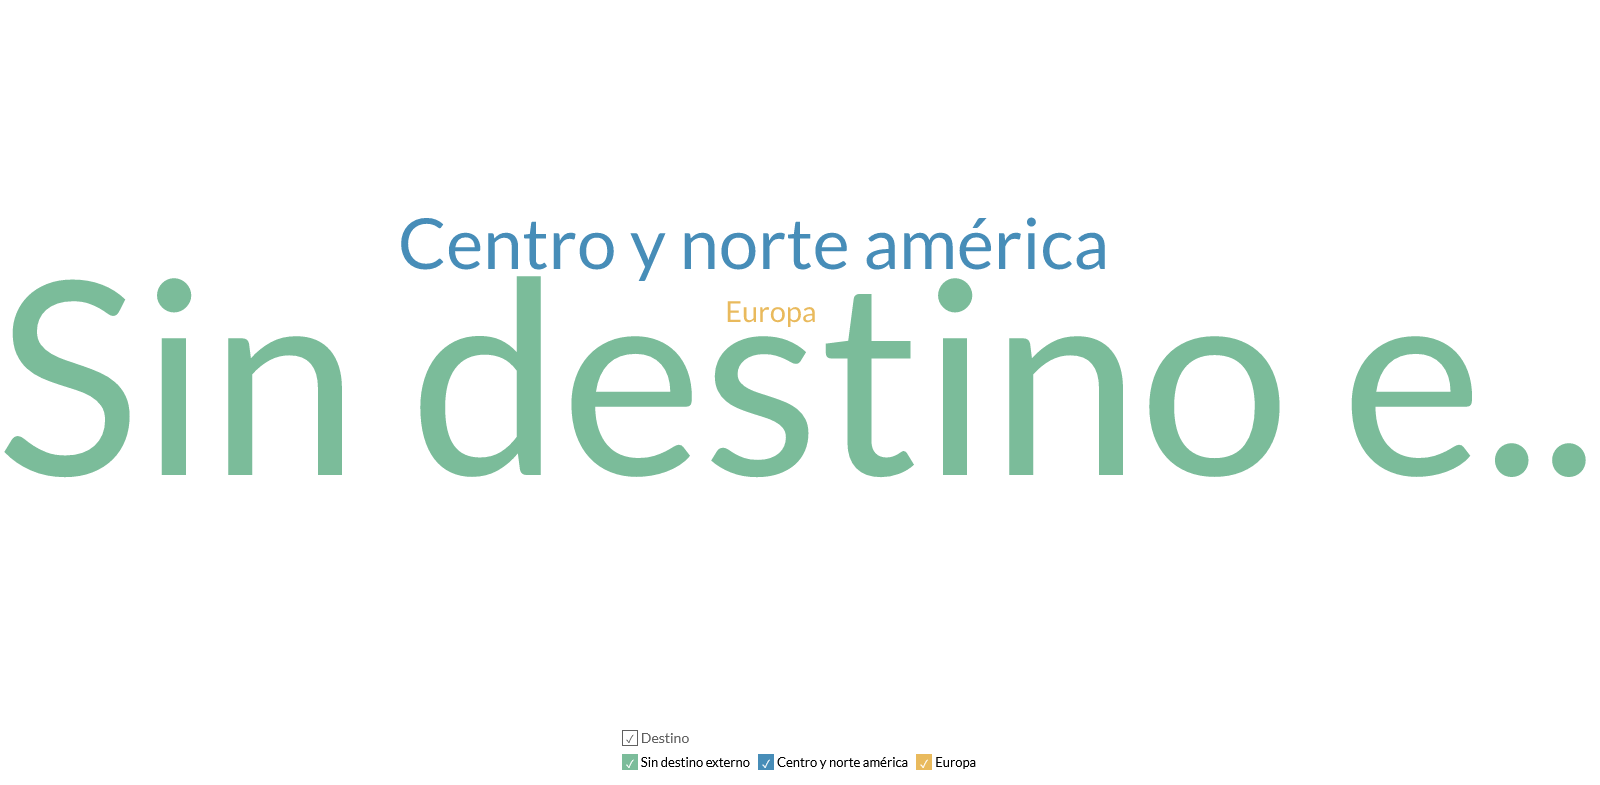 Centro y norte américa
Europa
Sin destino e..
Destino
Sin destino externo Centro y norte américa Europa